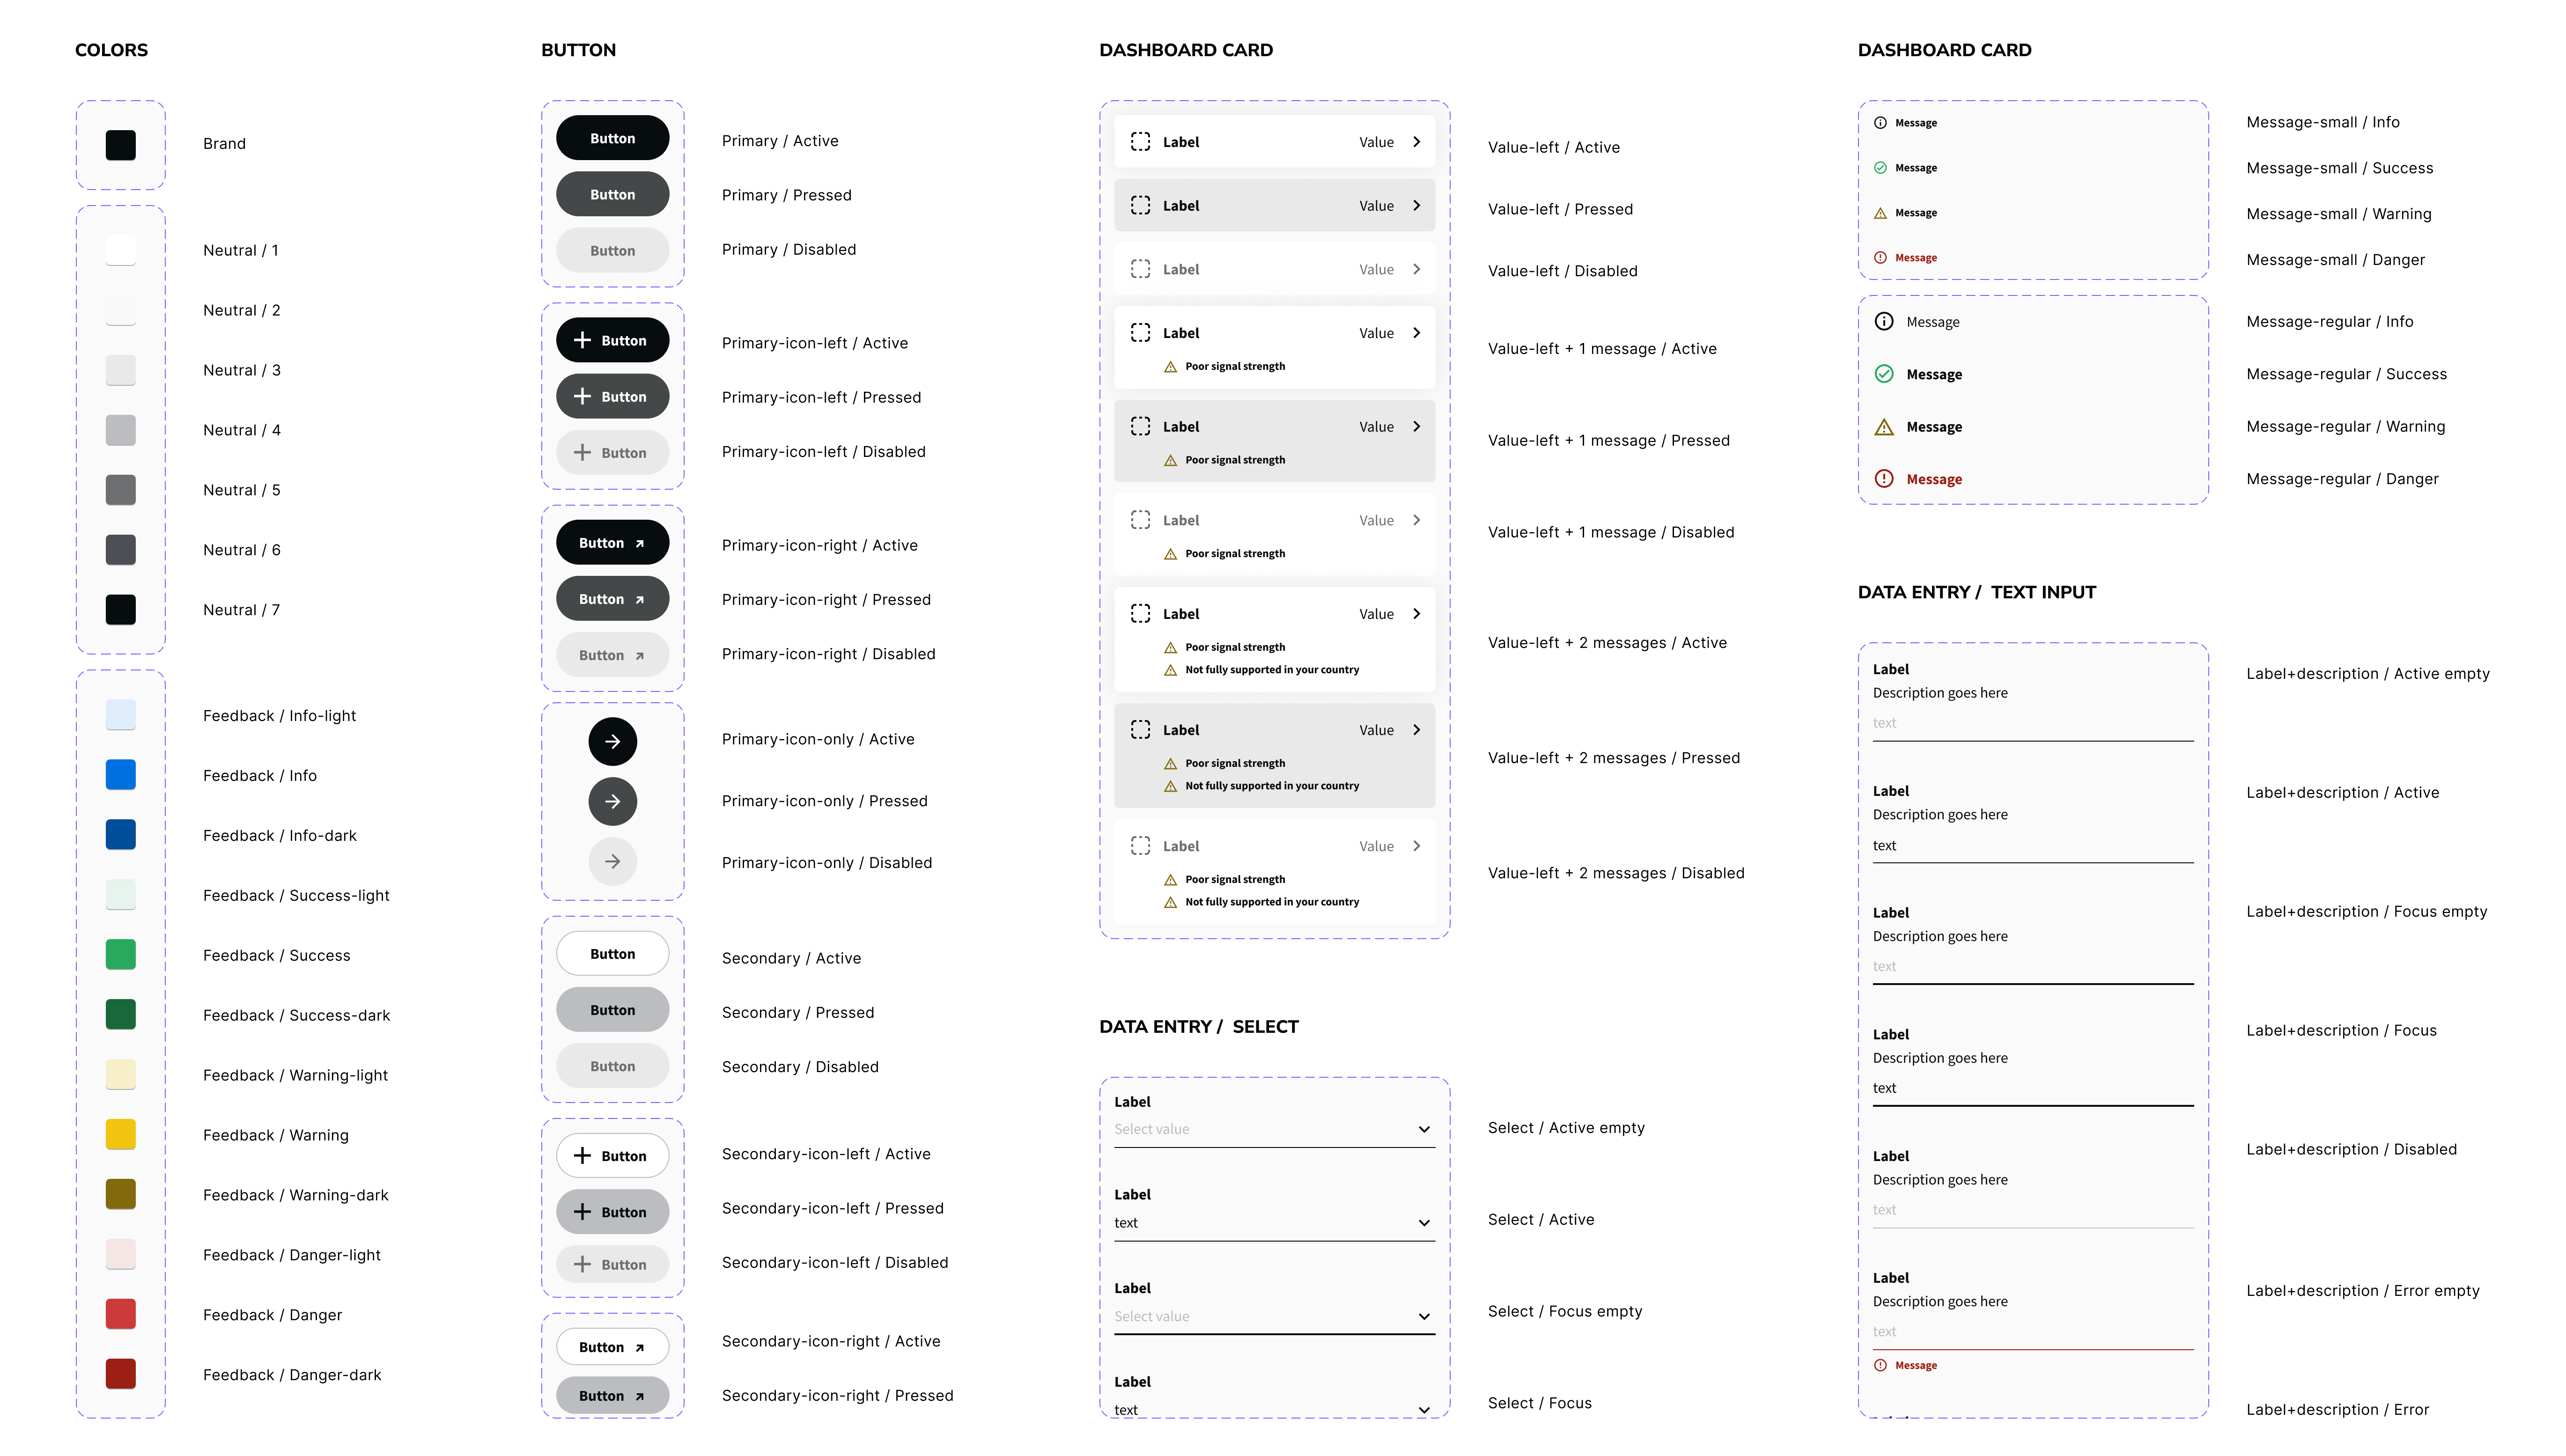 COLORS
Brand
Neutral / 1
Neutral / 2
Neutral / 3
Neutral / 4
Neutral / 5
Neutral / 6
Neutral / 7
Feedback / Info-light
Feedback / Info
Feedback / Info-dark
Feedback / Success-light
Feedback / Success
Feedback / Success-dark
Feedback / Warning-light
Feedback / Warning
Feedback / Warning-dark
Feedback / Danger-light
Feedback / Danger
Feedback / Danger-dark
BUTTON
Button Primary / Active
Button Primary / Pressed
Button Primary / Disabled
Button Primary-icon-left / Active
Button Primary-icon-left / Pressed
Button Primary-icon-left / Disabled
Button Primary-icon-right / Active
Button Primary-icon-right / Pressed
Button Primary-icon-right / Disabled
Primary-icon-only / Active
Primary-icon-only / Pressed
Primary-icon-only / Disabled
Button Secondary / Active
Button Secondary / Pressed
Button Secondary / Disabled
Button Secondary-icon-left / Active
Button Secondary-icon-left / Pressed
Button Secondary-icon-left / Disabled
Button Secondary-icon-right / Active
Button Secondary-icon-right / Pressed
DASHBOARD CARD
Label Value Value-left / Active
Label Value Value-left / Pressed
Label Value Value-left / Disabled
Label Value
Poor signal strength
Value-left + 1 message / Active
Label Value
Poor signal strength
Value-left + 1 message / Pressed
Label Value
Poor signal strength
Value-left + 1 message / Disabled
Label Value
Poor signal strength
Not fully supported in your country
Value-left + 2 messages / Active
Label Value
Poor signal strength
Not fully supported in your country
Value-left + 2 messages / Pressed
Label Value
Poor signal strength
Not fully supported in your country
Value-left + 2 messages / Disabled
DATA ENTRY / SELECT
Label
Select value
Select / Active empty
Label
text
Select / Active
Label
Select value
Select / Focus empty
Label
text
Select / Focus
DASHBOARD CARD
Message Message-small / Info
Message Message-small / Success
Message Message-small / Warning
Message Message-small / Danger
Message Message-regular / Info
Message Message-regular / Success
Message Message-regular / Warning
Message Message-regular / Danger
DATA ENTRY / TEXT INPUT
Label
Description goes here
text
Label+description / Active empty
Label
Description goes here
text
Label+description / Active
Label
Description goes here
text
Label+description / Focus empty
Label
Description goes here
text
Label+description / Focus
Label
Description goes here
text
Label+description / Disabled
Label
Description goes here
text
Message
Label+description / Error empty
Label+description / Error